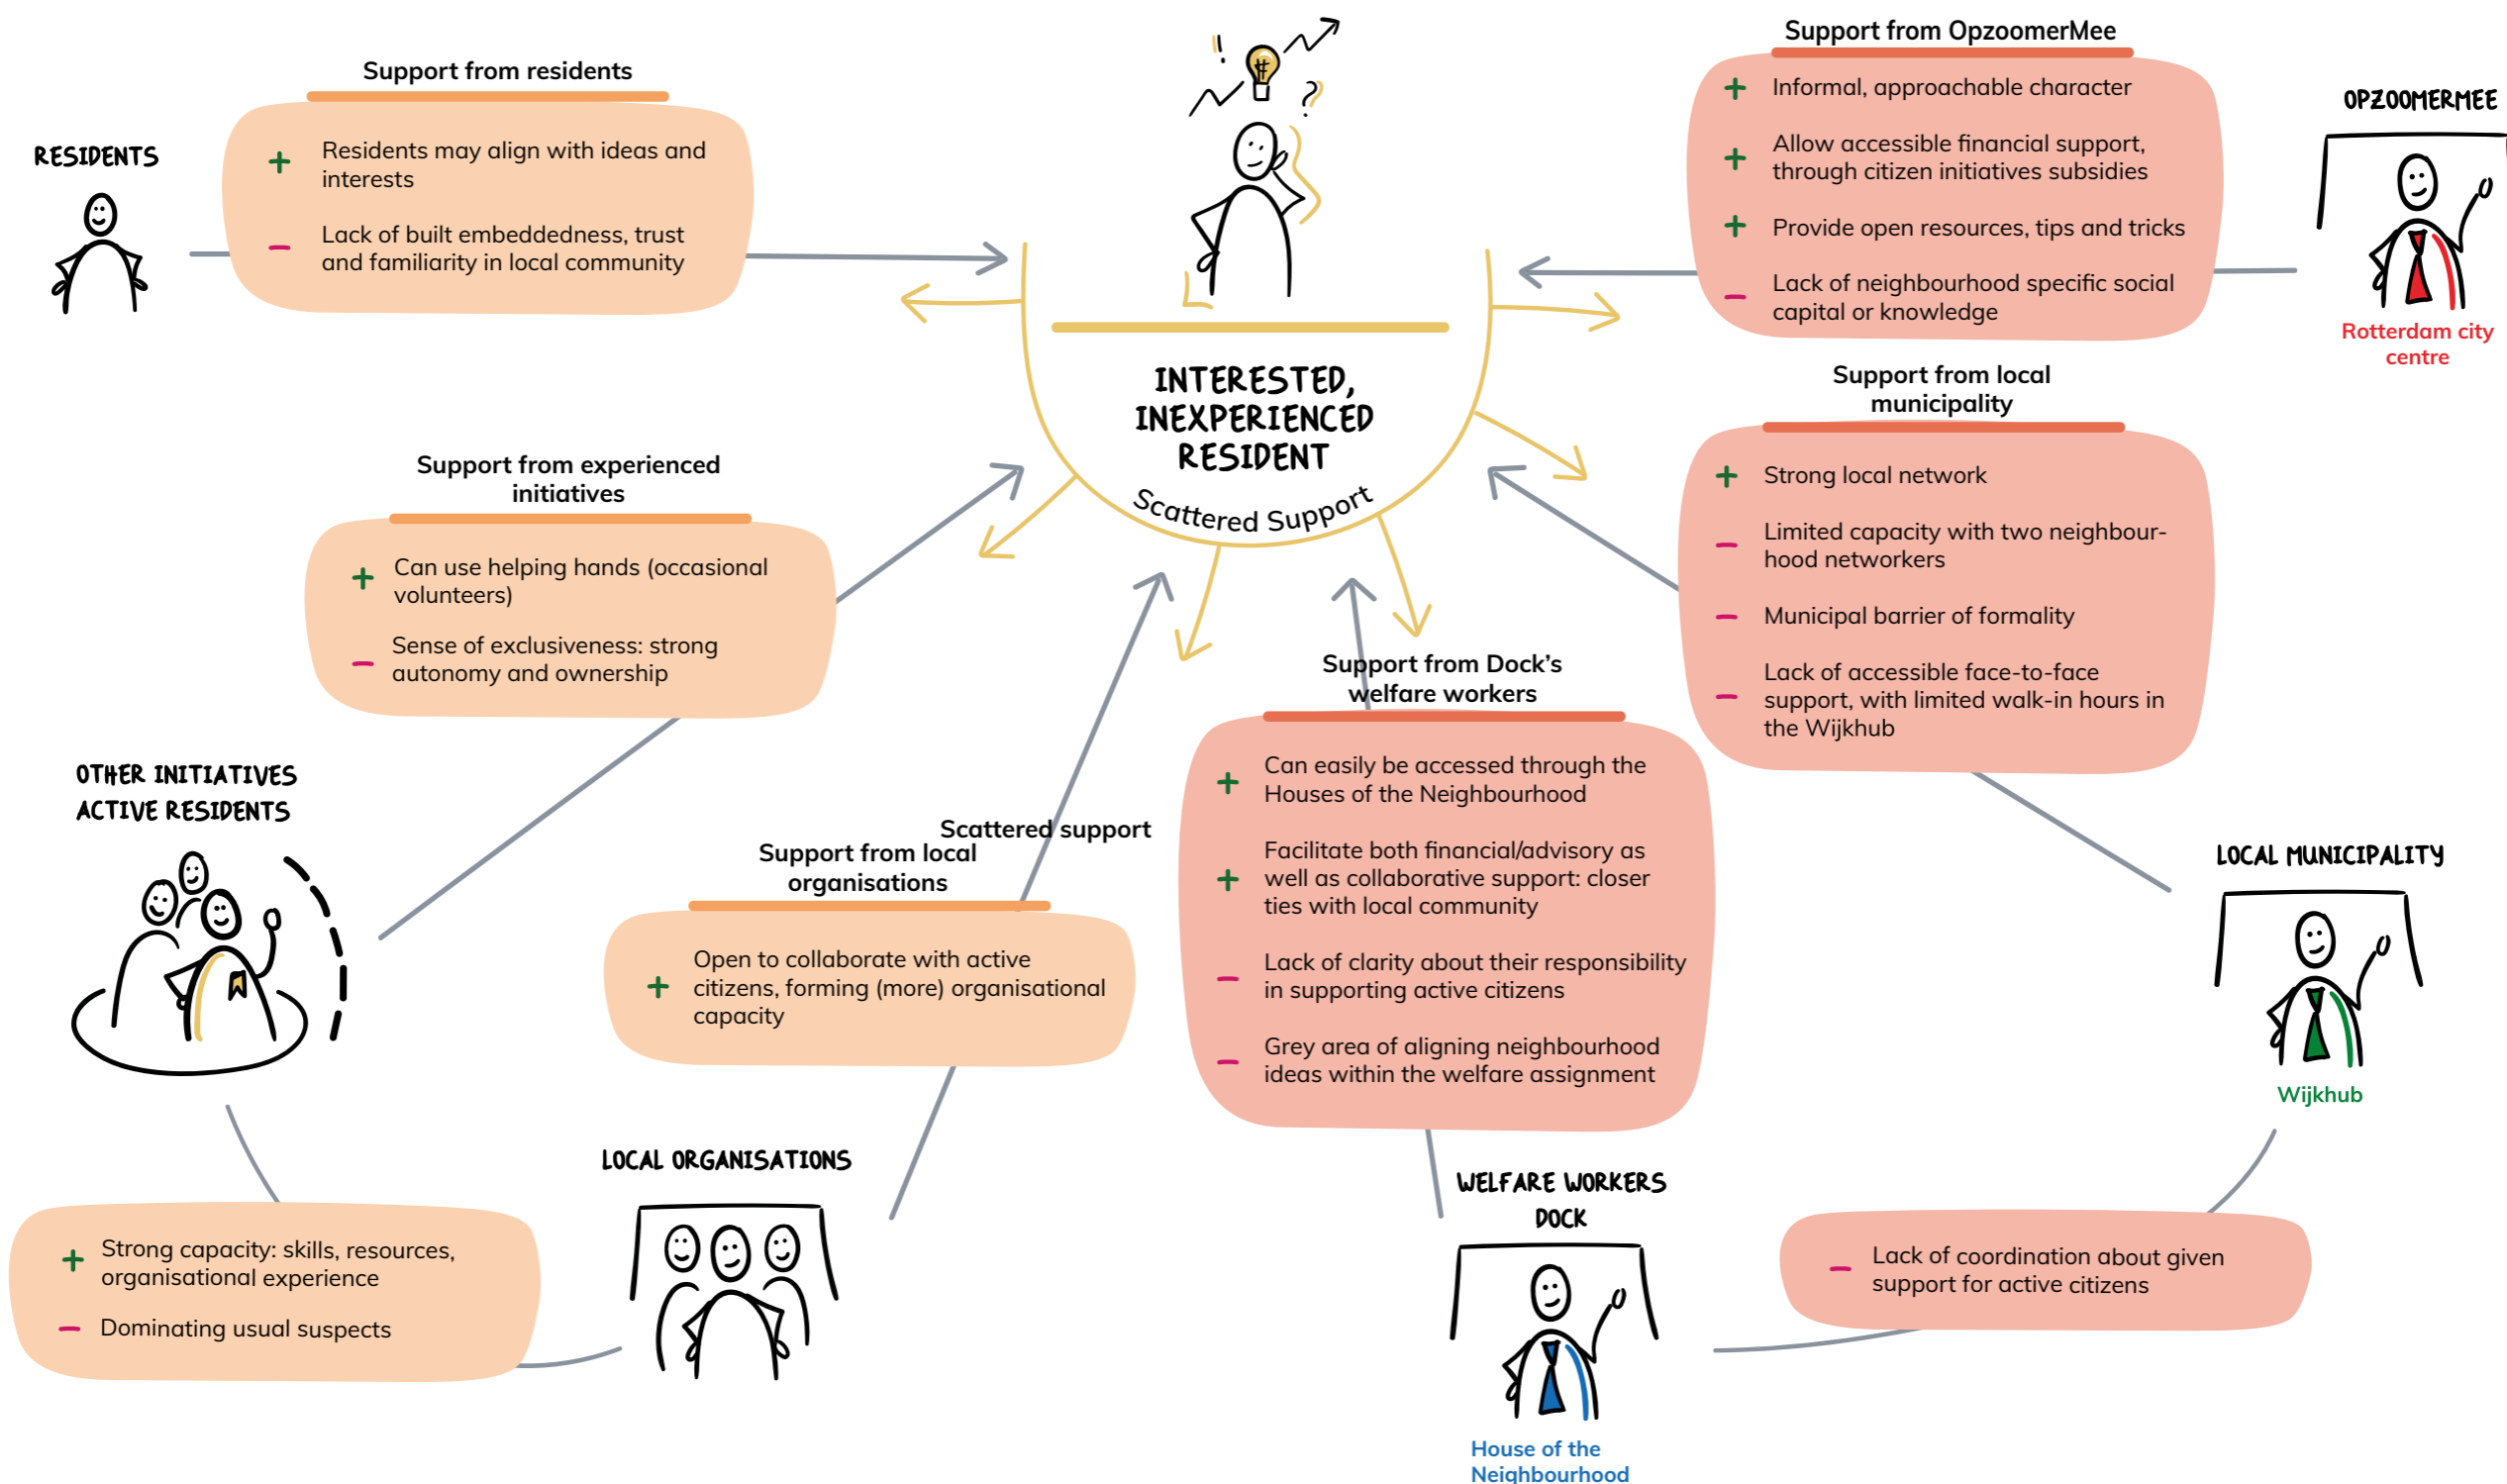 Support from residents
RESIDENTS
+ Residents may align with ideas and
interests
− Lack of built embeddedness, trust
and familiarity in local community
! # ?
INTERESTED,
INEXPERIENCED
RESIDENT
Scattered Support
Support from OpzoomerMee
+ Informal, approachable character
+ Allow accessible financial support,
through citizen initiatives subsidies
+ Provide open resources, tips and tricks
− Lack of neighbourhood specific social
capital or knowledge
OPZOOMERMEE
Rotterdam city
centre
Support from local
municipality
+ Strong local network
− Limited capacity with two neighbour-
hood networkers
− Municipal barrier of formality
− Lack of accessible face-to-face
support, with limited walk-in hours in
the Wijkhub
Support from experienced
initiatives
+ Can use helping hands (occasional
volunteers)
− Sense of exclusiveness: strong
autonomy and ownership
OTHER INITIATIVES
ACTIVE RESIDENTS
Scattered support
Support from local
organisations
+ Open to collaborate with active
citizens, forming (more) organisational
capacity
Support from Dock’s
welfare workers
+ Can easily be accessed through the
Houses of the Neighbourhood
+ Facilitate both financial/advisory as
well as collaborative support: closer
ties with local community
− Lack of clarity about their responsibility
in supporting active citizens
− Grey area of aligning neighbourhood
ideas within the welfare assignment
LOCAL MUNICIPALITY
Wijkhub
LOCAL ORGANISATIONS
+ Strong capacity: skills, resources,
organisational experience
− Dominating usual suspects
WELFARE WORKERS
DOCK
House of the
Neighbourhood
− Lack of coordination about given
support for active citizens